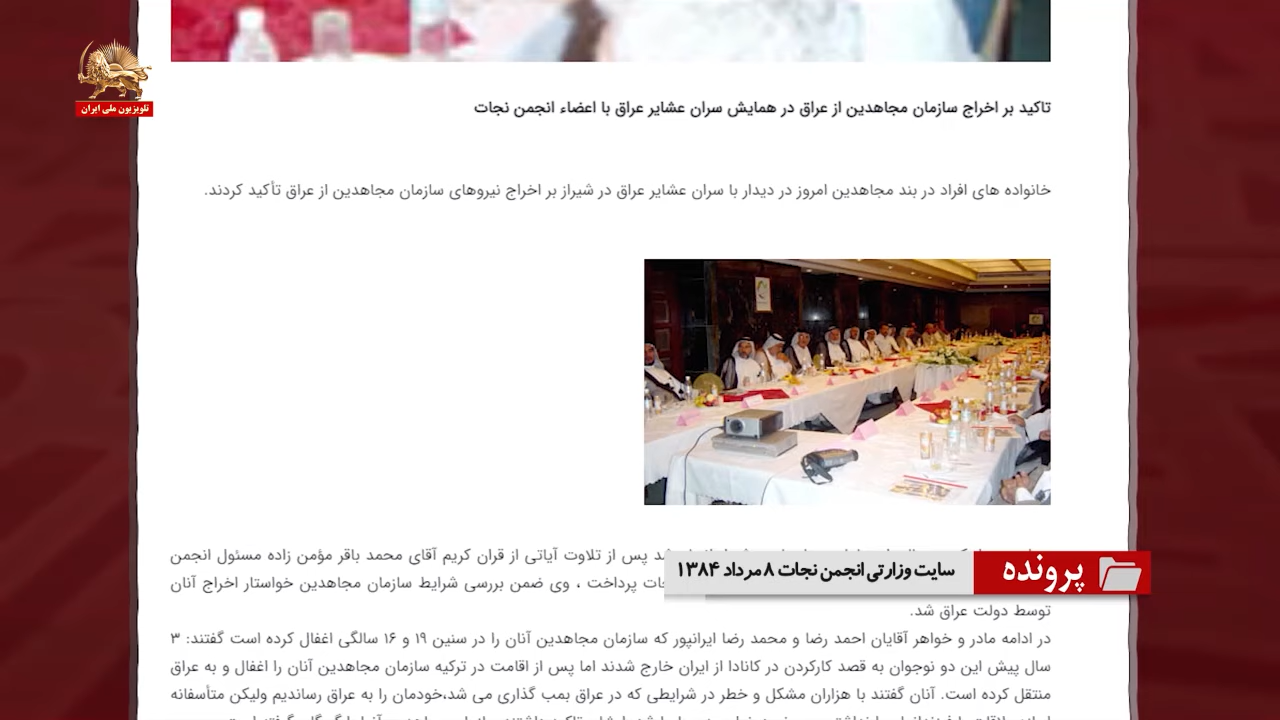 تلویزیون ملی ایران
تاکید بر اخراج سازمان مجاهدین از عراق در همایش سران عشایر عراق با اعضاء انجمن نجات
خانواده های افراد در بند مجاهدین امروز در دیدار با سران عشایر عراق در شیراز بر اخراج نیروهای سازمان مجاهدین از عراق تأکید کردند.
پس از تلاوت آیاتی از قران کریم آقای محمد باقر مؤمن زاده مسئول انجمن
پرونده
سایت وزارتی انجمن نجات ۸ مرداد ۱۳۸۴
پرداخت ، وی ضمن بررسی شرایط سازمان مجاهدین خواستار اخراج آنان
توسط دولت عراق شد.
در ادامه مادر و خواهر آقایان احمد رضا و محمد رضا ایرانپور که سازمان مجاهدین آنان را در سنین ۱۹ و ۱۶ سالگی اغفال کرده است گفتند: ۳
سال پیش این دو نوجوان به قصد کارکردن در کانادا از ایران خارج شدند اما پس از اقامت در ترکیه سازمان مجاهدین آنان را اغفال و به عراق
منتقل کرده است. آنان گفتند با هزاران مشکل و خطر در شرایطی که در عراق بمب گذاری می شد،خودمان را به عراق رساندیم ولیکن متأسفانه